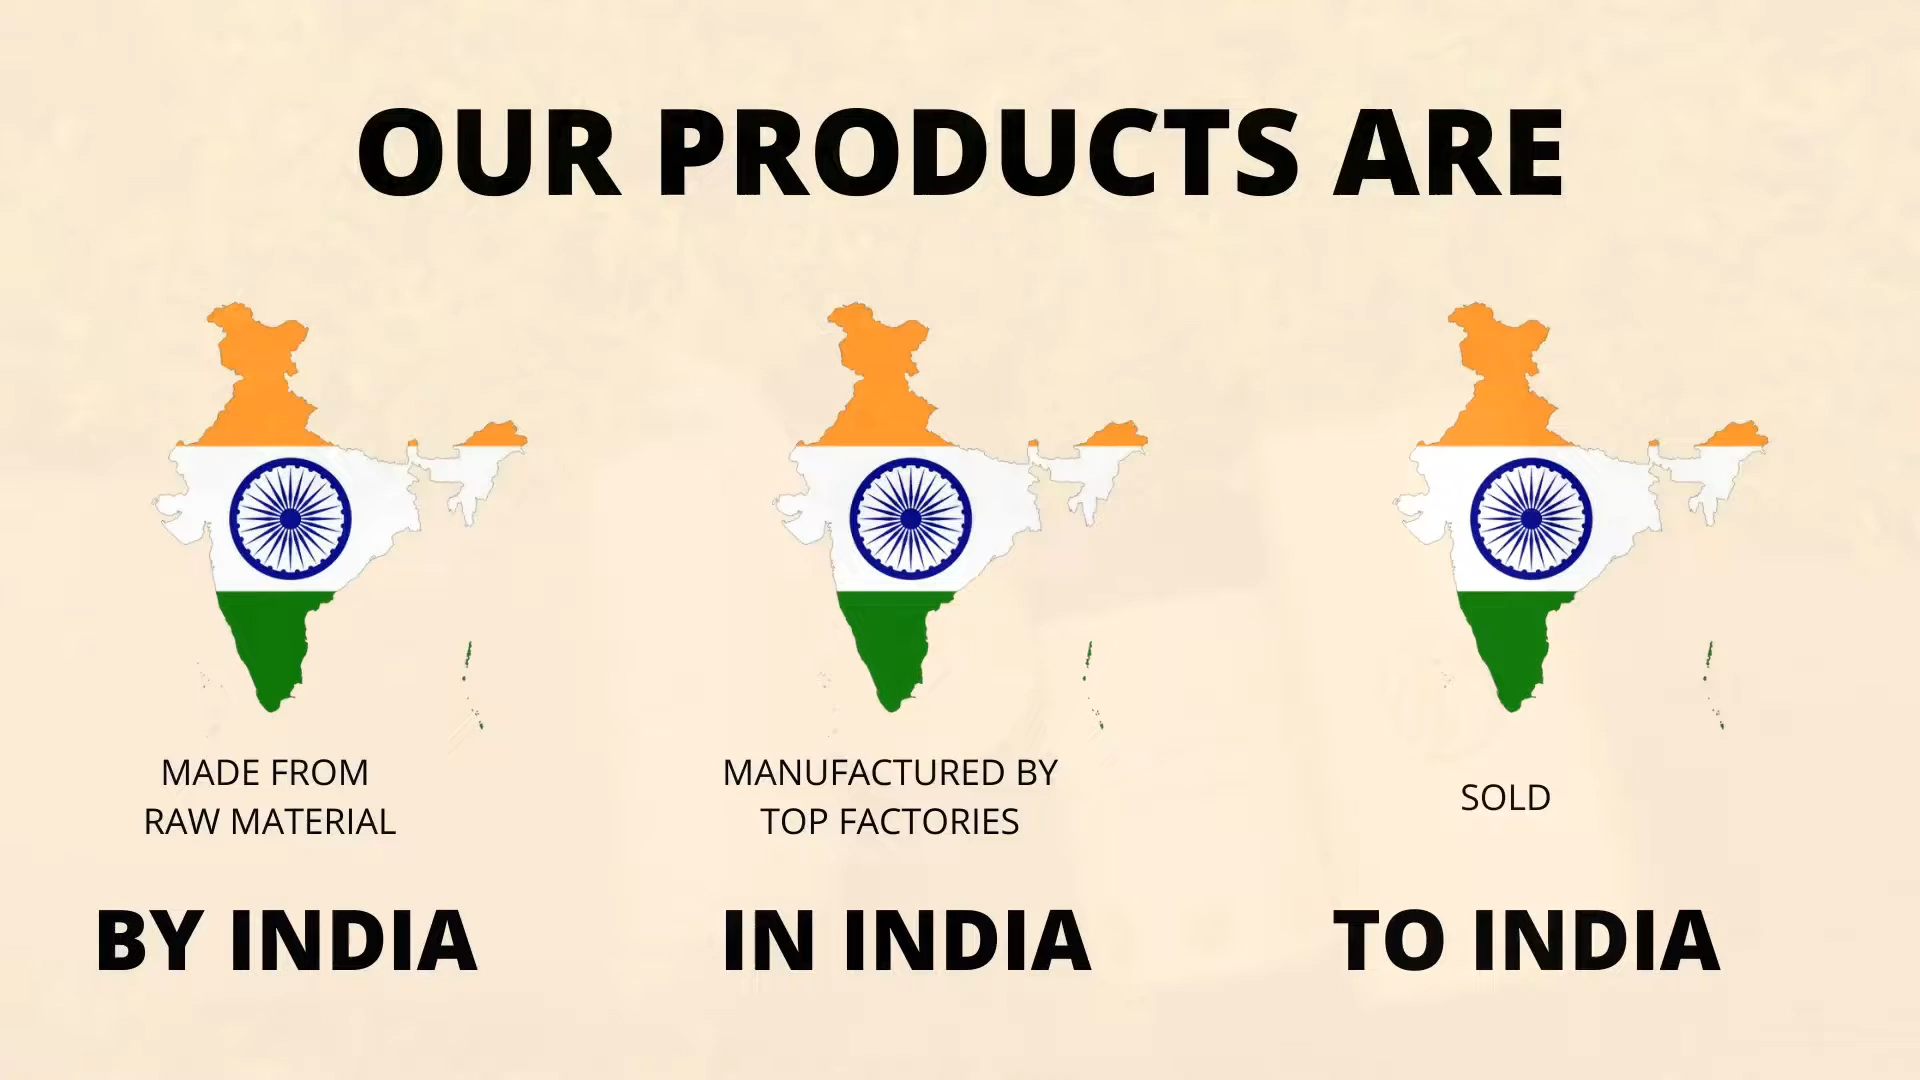 OUR PRODUCTS ARE
MADE FROM
RAW MATERIAL
BY INDIA
MANUFACTURED BY
TOP FACTORIES
IN INDIA
SOLD
TO INDIA